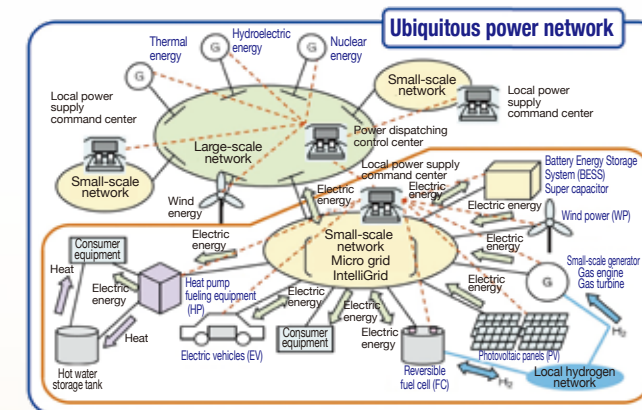 Ubiquitous power network
Thermal
energy
Hydroelectric
energy
Nuclear
energy
G
G
G
Local power
supply
command center
Small-scale
network
Local power
supply
command center
Large-scale
network
Power dispatching
control center
Small-scale
network
Wind
energy
Electric
energy
Local power supply
command center
Electric
energy
Battery Energy Storage
System (BESS)
Super capacitor
Electric energy
Wind power (WP)
Small-scale
network
Micro grid
IntelliGrid
Electric
energy
Small-scale generator
Gas engine
Gas turbine
G
Consumer
equipment
Electric
energy
Heat
Electric
energy
Heat pump
fueling equipment
(HP)
Heat
Hot water
storage tank
Electric
energy
Electric vehicles (EV)
Consumer
equipment
Electric
energy
Electric
energy
Electric
energy
Reversible
fuel cell (FC)
Photovoltaic panels (PV)
H2
H2
Local hydrogen
network